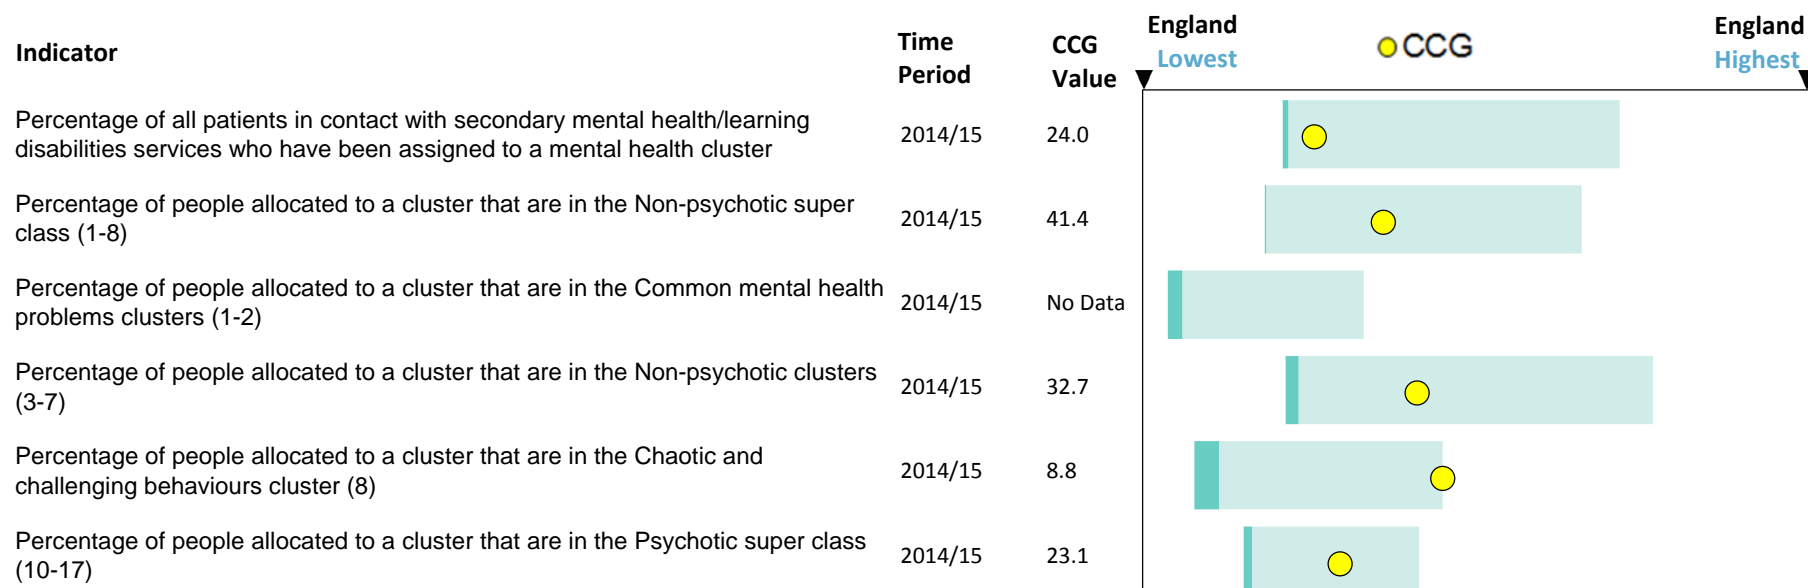 Indicator
Time
Period
CCG
Value
England
Lowest
CCG
England
Highest
Percentage of all patients in contact with secondary mental health/learning
disabilities services who have been assigned to a mental health cluster
2014/15
24.0
Percentage of people allocated to a cluster that are in the Non-psychotic super
class (1-8)
2014/15
41.4
Percentage of people allocated to a cluster that are in the Common mental health
problems clusters (1-2)
2014/15
No Data
Percentage of people allocated to a cluster that are in the Non-psychotic clusters
(3-7)
2014/15
32.7
Percentage of people allocated to a cluster that are in the Chaotic and
challenging behaviours cluster (8)
2014/15
8.8
Percentage of people allocated to a cluster that are in the Psychotic super class
(10-17)
2014/15
23.1